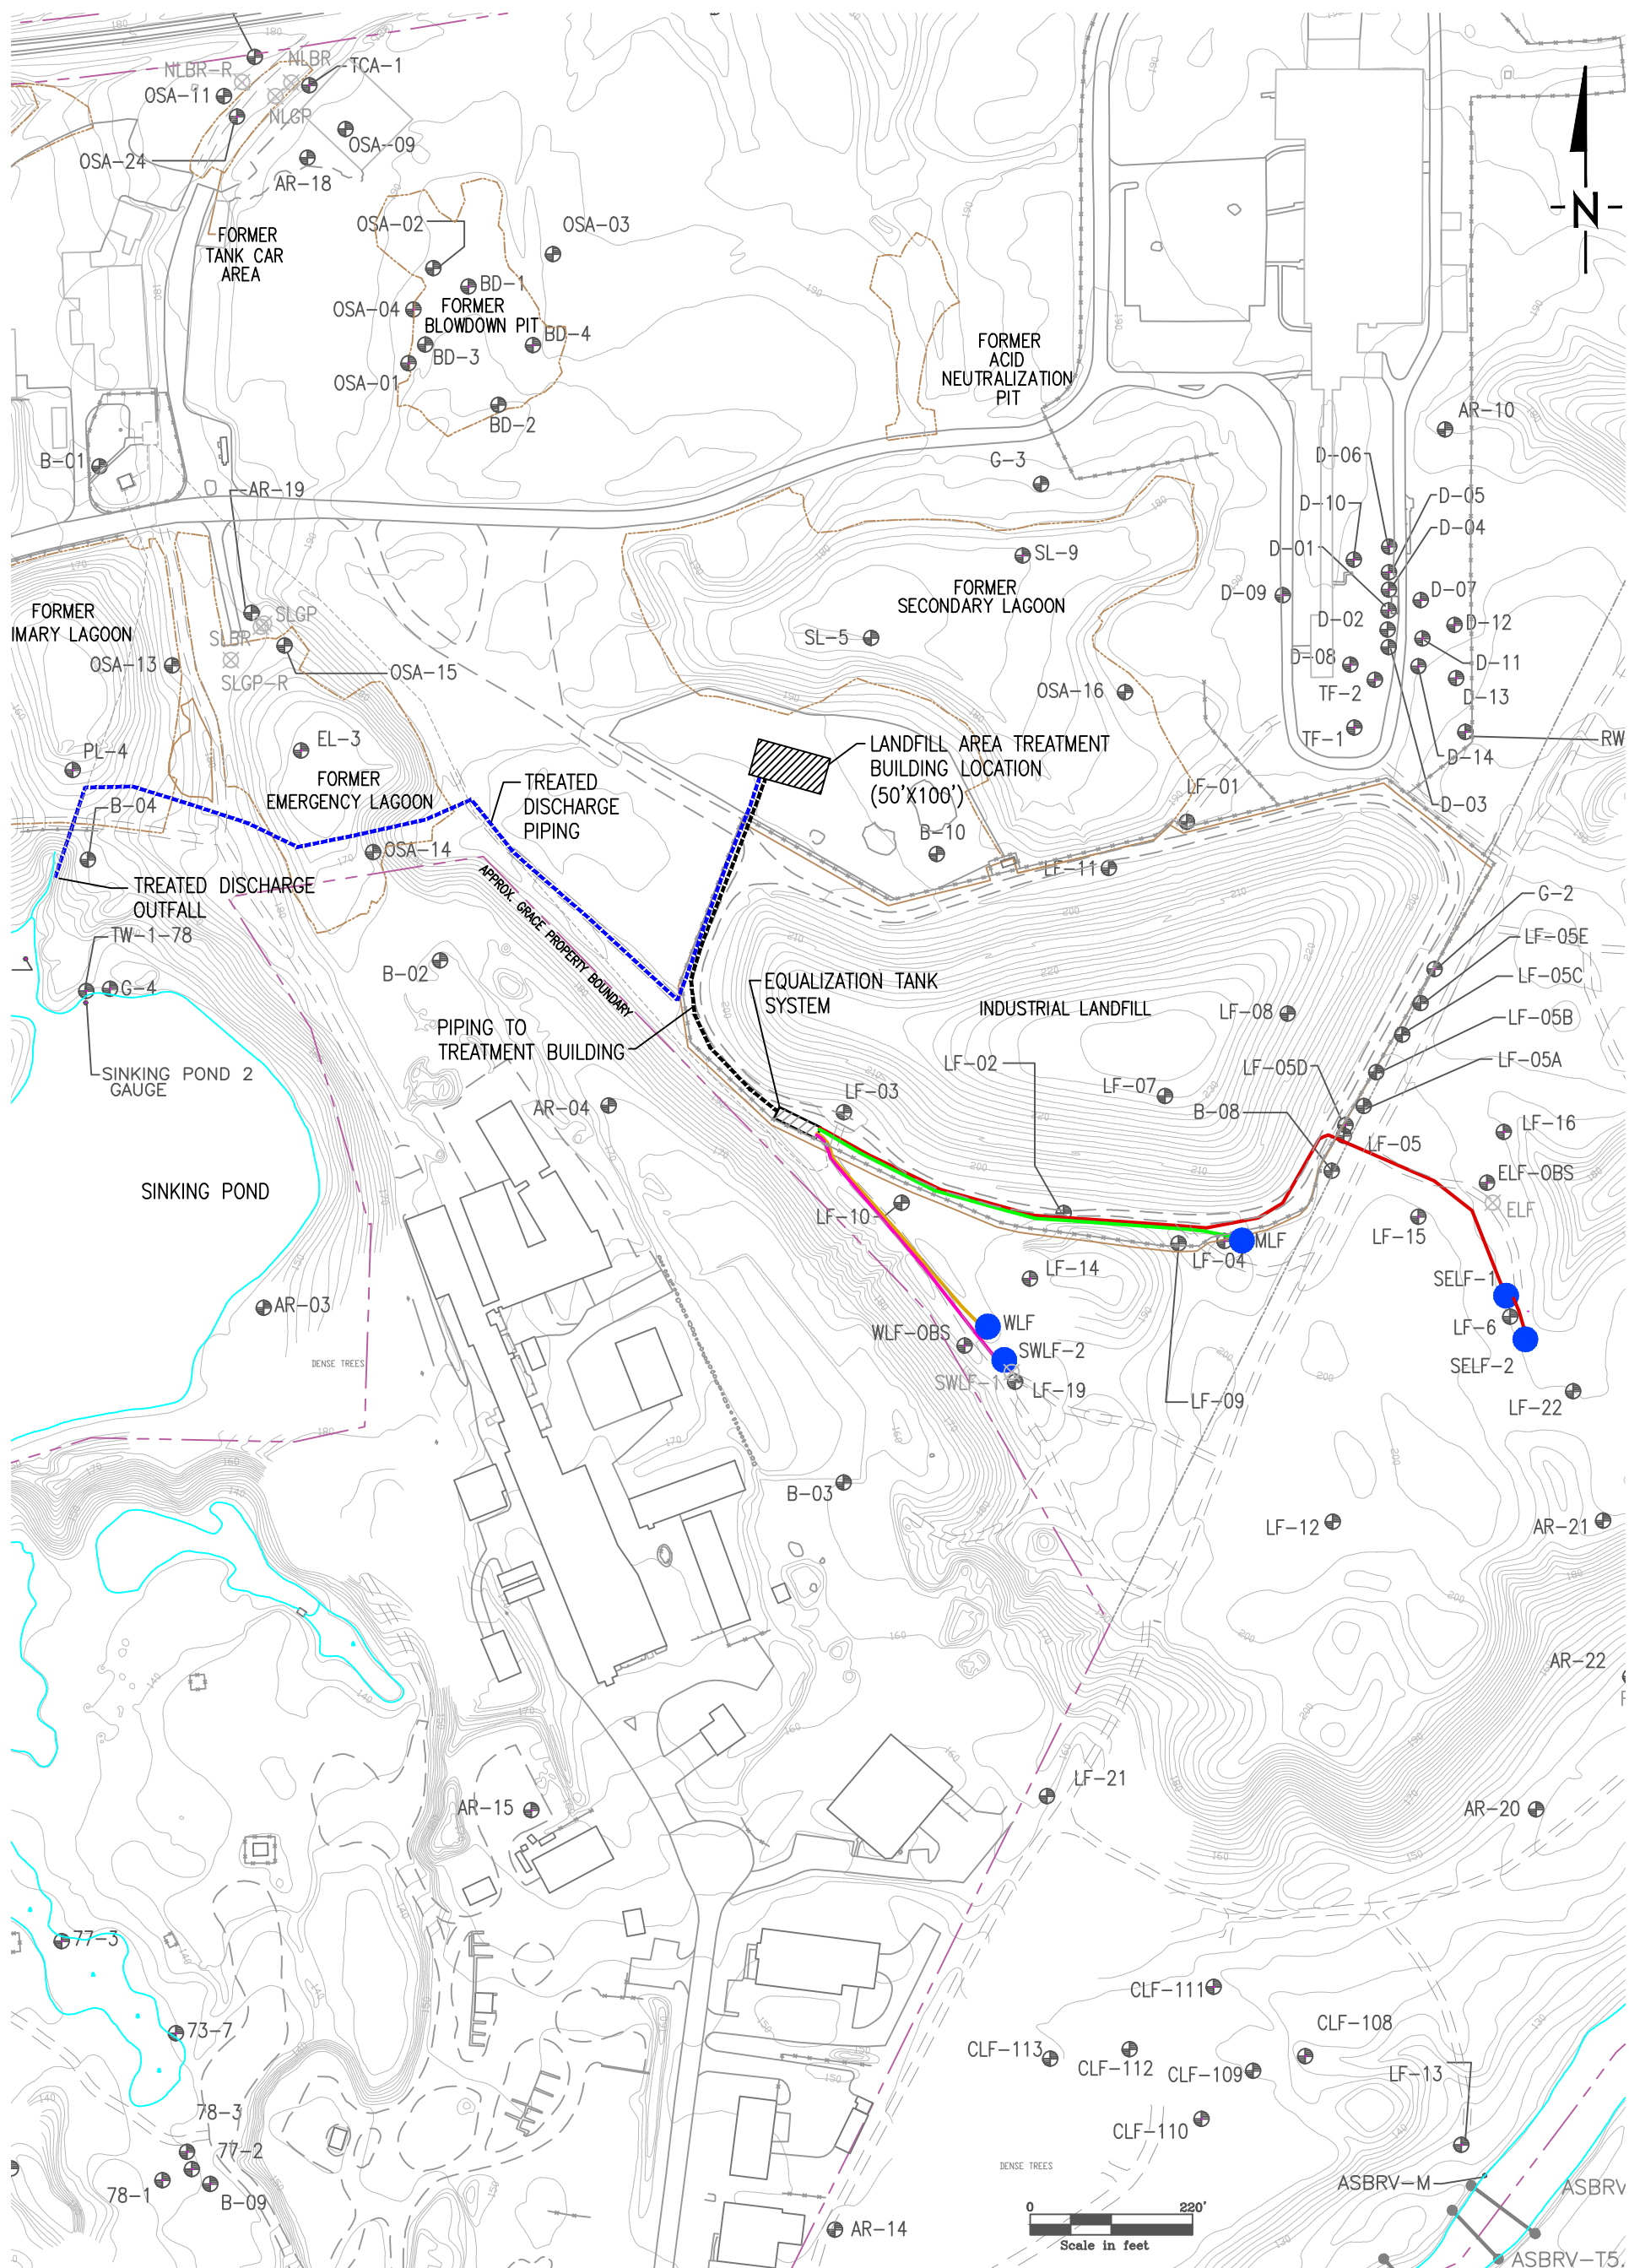 NLBR-R
NLBR
TCA-1
OSA-11
NLGP
OSA-24
OSA-09
AR-18
FORMER
TANK CAR
AREA
OSA-02
OSA-03
BD-1
OSA-04
FORMER
BLOWDOWN PIT
BD-4
BD-3
OSA-01
BD-2
FORMER
ACID
NEUTRALIZATION
PIT
N
AR-10
B-01
AR-19
G-3
D-06
D-10
D-05
D-04
D-01
SL-9
FORMER
SECONDARY LAGOON
D-09
D-07
D-02
D-12
D-11
D-08
D-13
TF-2
TF-1
D-14
RW
D-03
FORMER
IMARY LAGOON
SLGP
SLBR
OSA-13
OSA-15
SLGP-R
SL-5
OSA-16
EL-3
PL-4
FORMER
EMERGENCY LAGOON
TREATED
DISCHARGE
PIPING
LANDFILL AREA TREATMENT
BUILDING LOCATION
(50'X100')
LF-01
B-04
B-10
OSA-14
LF-11
TREATED DISCHARGE
OUTFALL
APPROX. GRACE PROPERTY BOUNDARY
G-2
TW-1-78
LF-05E
B-02
G-4
EQUALIZATION TANK
SYSTEM
LF-05C
INDUSTRIAL LANDFILL
LF-08
LF-05B
PIPING TO
TREATMENT BUILDING
SINKING POND 2
GAUGE
LF-02
LF-05D
LF-05A
LF-07
AR-04
LF-03
B-08
LF-16
LF-05
ELF-OBS
SINKING POND
ELF
LF-10
LF-15
MLF
LF-04
LF-14
SELF-1
AR-03
WLF
LF-6
WLF-OBS
SWLF-2
SELF-2
DENSE TREES
SWLF-1
LF-19
LF-09
LF-22
B-03
LF-12
AR-21
AR-22
LF-21
AR-15
AR-20
77-3
CLF-111
73-7
CLF-108
CLF-113
CLF-112
CLF-109
LF-13
78-3
CLF-110
77-2
78-1
B-09
DENSE TREES
ASBRV-M
ASBRV
0 220'
Scale in feet
AR-14
ASBRV-T5